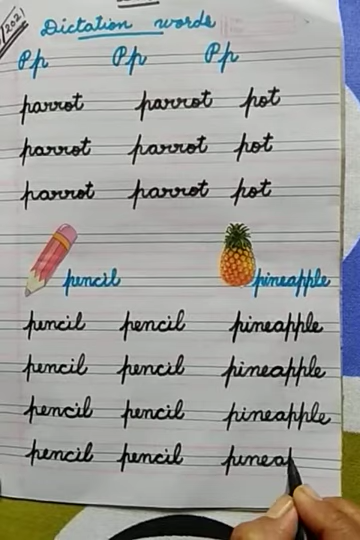 Dictation words
Pp Pp Pp
parrot parrot pot
parrot parrot pot
parrot parrot pot
pencil pineapple
pencil pencil pineapple
pencil pencil pineapple
pencil pencil pineapple
pencil pencil pineap